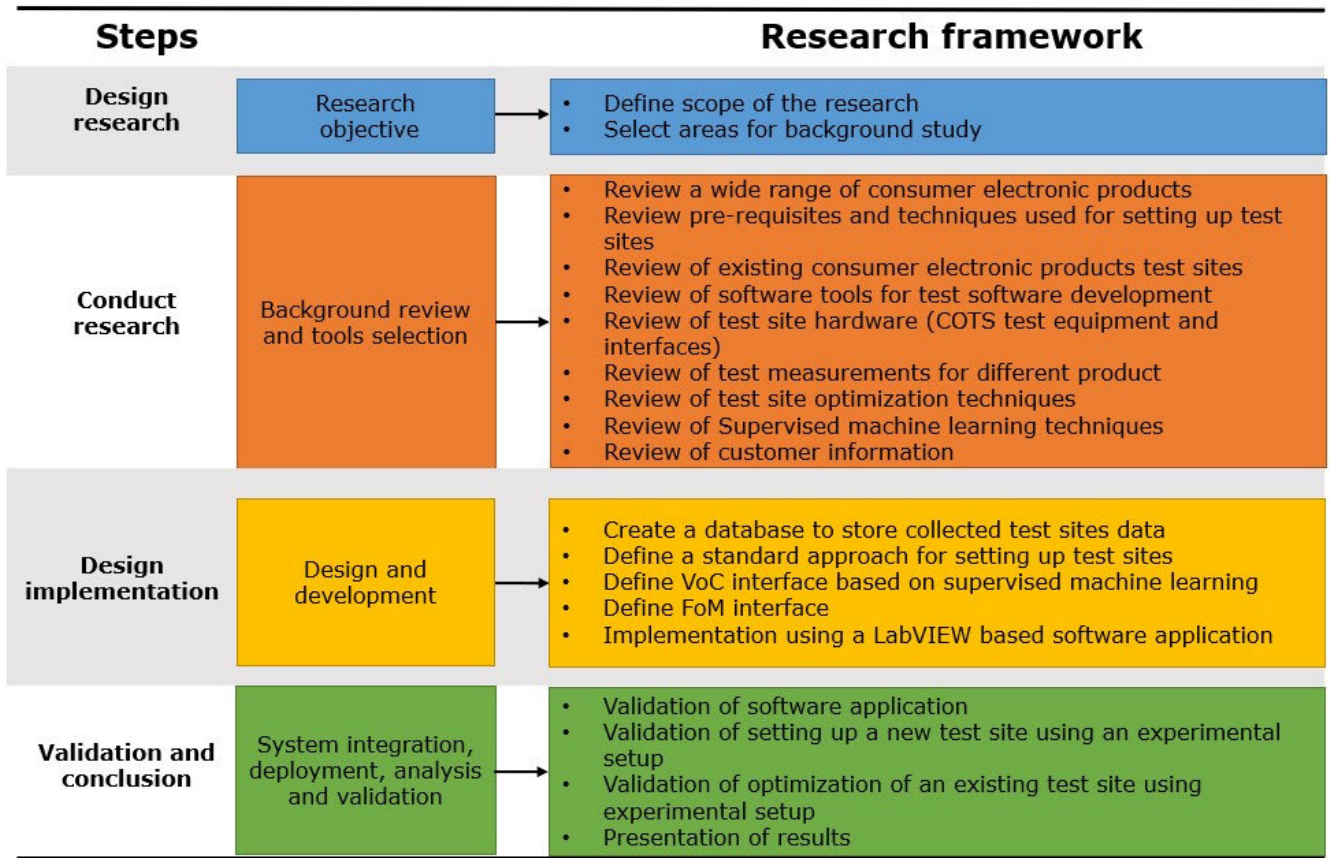 Steps
Research framework
Design
research
Research
objective
• Define scope of the research
• Select areas for background study
Conduct
research
Background review
and tools selection
• Review a wide range of consumer electronic products
• Review pre-requisites and techniques used for setting up test
sites
• Review of existing consumer electronic products test sites
• Review of software tools for test software development
• Review of test site hardware (COTS test equipment and
interfaces)
• Review of test measurements for different product
• Review of test site optimization techniques
• Review of Supervised machine learning techniques
• Review of customer information
Design
implementation
Design and
development
• Create a database to store collected test sites data
• Define a standard approach for setting up test sites
• Define VoC interface based on supervised machine learning
• Define FoM interface
• Implementation using a LabVIEW based software application
Validation and
conclusion
System integration,
deployment, analysis
and validation
• Validation of software application
• Validation of setting up a new test site using an experimental
setup
• Validation of optimization of an existing test site using
experimental setup
• Presentation of results